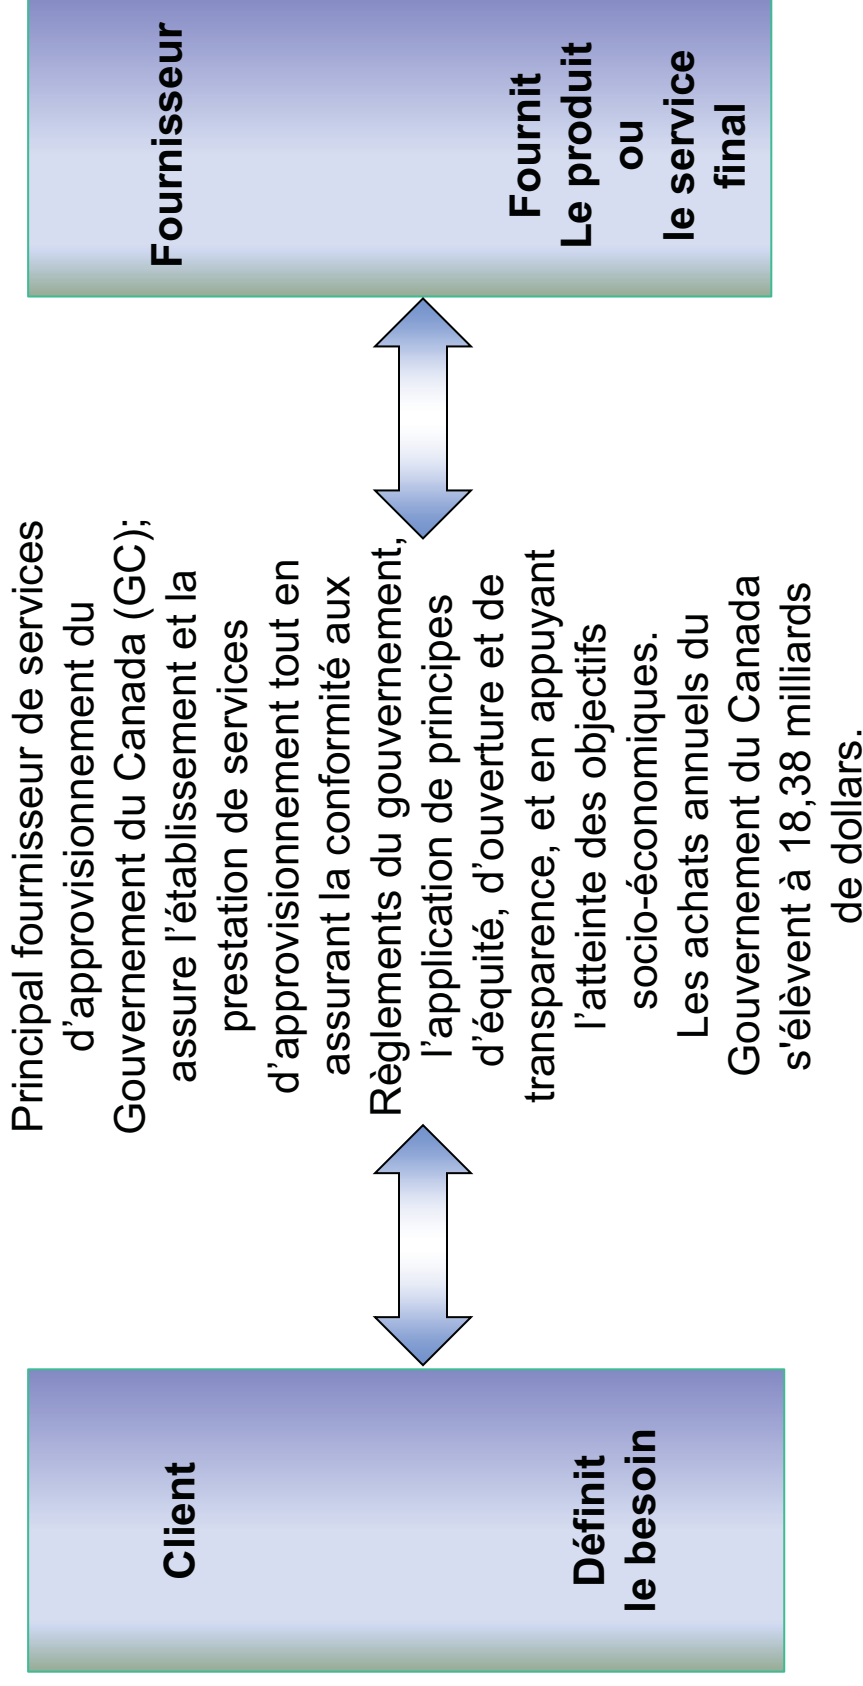 Client
Définit
le besoin
Principal fournisseur de services
d’approvisionnement du
Gouvernement du Canada (GC);
assure l’établissement et la
prestation de services
d’approvisionnement tout en
assurant la conformité aux
Règlements du gouvernement,
l’application de principes
d’équité, d’ouverture et de
transparence, et en appuyant
l’atteinte des objectifs
socio-économiques.
Les achats annuels du
Gouvernement du Canada
s'élèvent à 18,38 milliards
de dollars.
Fournisseur
Fournit
Le produit
ou
le service
final